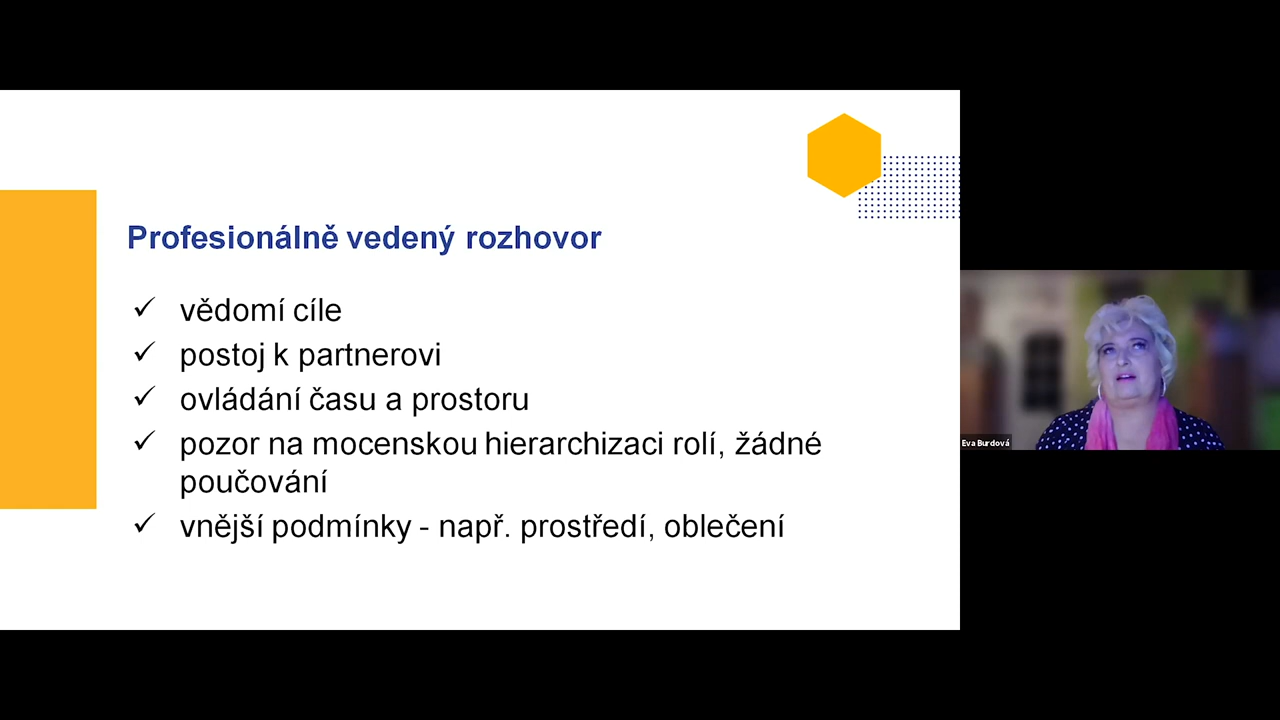 Profesionálně vedený rozhovor
✓ vědomí cíle
✓ postoj k partnerovi
✓ ovládání času a prostoru
✓ pozor na mocenskou hierarchizaci rolí, žádné
poučování
✓ vnější podmínky - např. prostředí, oblečení
Eva Burdová